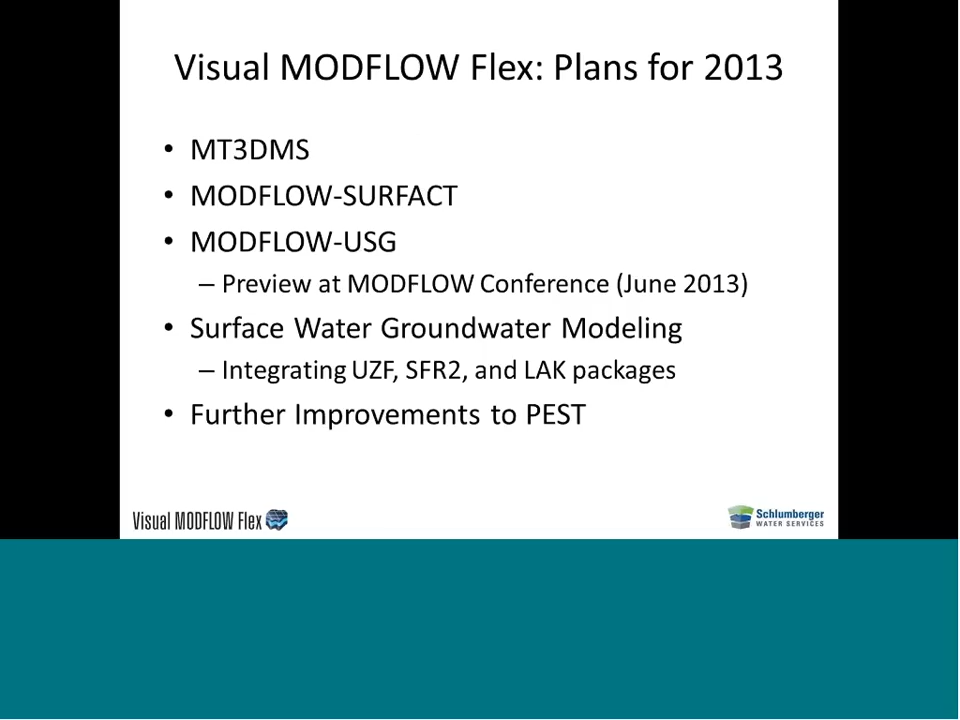 Visual MODFLOW Flex: Plans for 2013
• MT3DMS
• MODFLOW-SURFACT
• MODFLOW-USG
– Preview at MODFLOW Conference (June 2013)
• Surface Water Groundwater Modeling
– Integrating UZF, SFR2, and LAK packages
• Further Improvements to PEST
Visual MODFLOW Flex
Schlumberger
WATER SERVICES